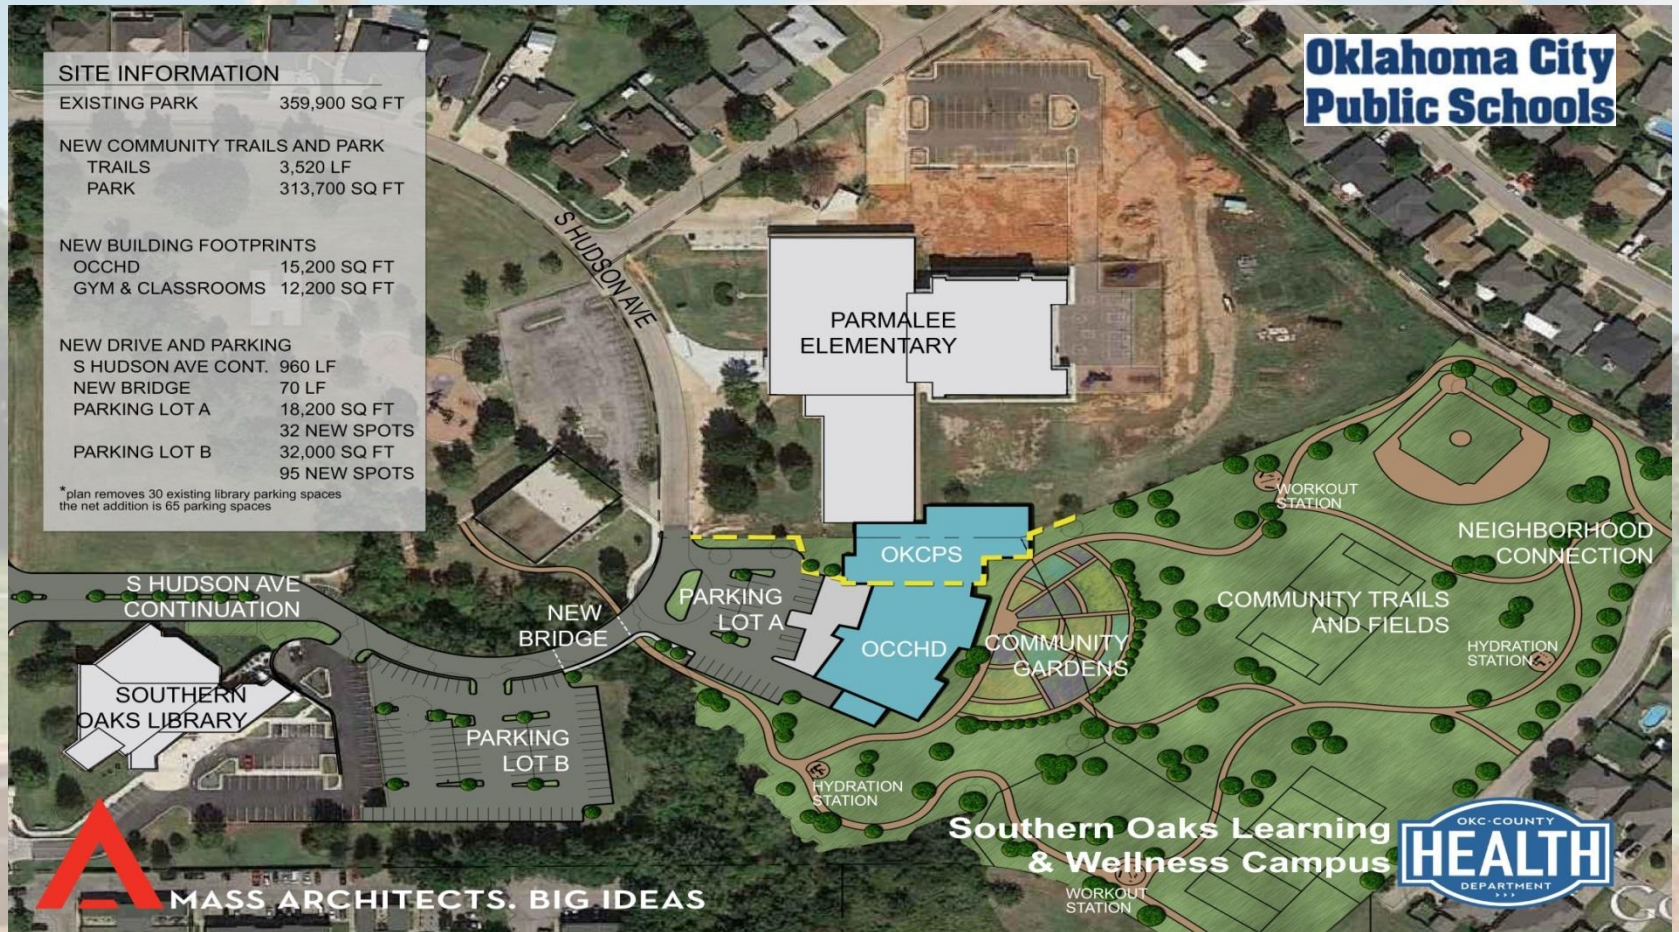 SITE INFORMATION
EXISTING PARK 359,900 SQ FT
NEW COMMUNITY TRAILS AND PARK
TRAILS 3,520 LF
PARK 313,700 SQ FT
NEW BUILDING FOOTPRINTS
OCCHD 15,200 SQ FT
GYM & CLASSROOMS 12,200 SQ FT
NEW DRIVE AND PARKING
S HUDSON AVE CONT. 960 LF
NEW BRIDGE 70 LF
PARKING LOT A 18,200 SQ FT
32 NEW SPOTS
PARKING LOT B 32,000 SQ FT
95 NEW SPOTS
*plan removes 30 existing library parking spaces
the net addition is 65 parking spaces
Oklahoma City
Public Schools
S HUDSON AVE
PARMALEE
ELEMENTARY
WORKOUT
STATION
NEIGHBORHOOD
CONNECTION
OKCPS
S HUDSON AVE
CONTINUATION
NEW
BRIDGE
PARKING
LOT A
OCCHD
COMMUNITY
GARDENS
COMMUNITY TRAILS
AND FIELDS
HYDRATION
STATION
SOUTHERN
OAKS LIBRARY
PARKING
LOT B
HYDRATION
STATION
Southern Oaks Learning
& Wellness Campus
OKC-COUNTY
HEALTH
DEPARTMENT
WORKOUT
STATION
MASS ARCHITECTS. BIG IDEAS